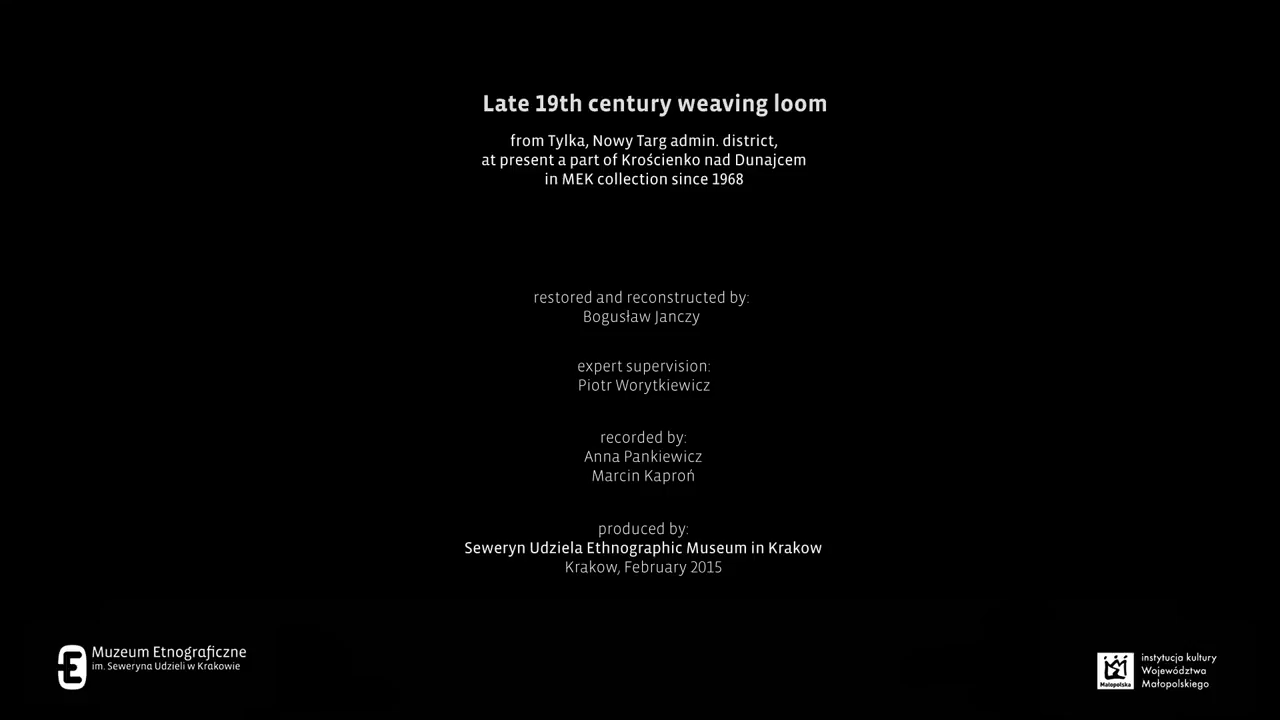 Late 19th century weaving loom
from Tylka, Nowy Targ admin. district,
at present a part of Krościenko nad Dunajcem
in MEK collection since 1968
restored and reconstructed by:
Bogusław Janczy
expert supervision:
Piotr Worytkiewicz
recorded by:
Anna Pankiewicz
Marcin Kaproń
produced by:
Seweryn Udziela Ethnographic Museum in Krakow
Krakow, February 2015
Muzeum Etnograficzne
im. Seweryna Udzieli w Krakowie
Małopolska
instytucja kultury
Województwa
Małopolskiego